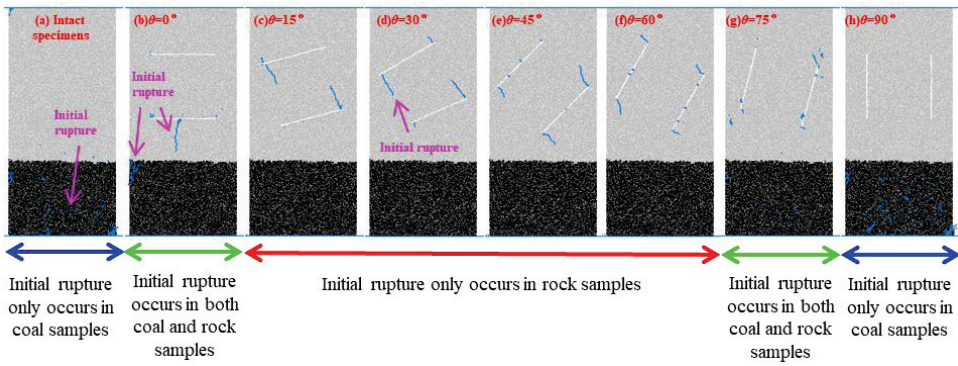 (a) Intact
specimens
(b)θ=0°
(c)θ=15°
(d)θ=30°
(e)θ=45°
(f)θ=60°
(g)θ=75°
(h)θ=90°
Initial
rupture
Initial
rupture
Initial rupture
Initial rupture
only occurs in
coal samples
Initial rupture
occurs in both
coal and rock
samples
Initial rupture only occurs in rock samples
Initial rupture
occurs in both
coal and rock
samples
Initial rupture
only occurs in
coal samples